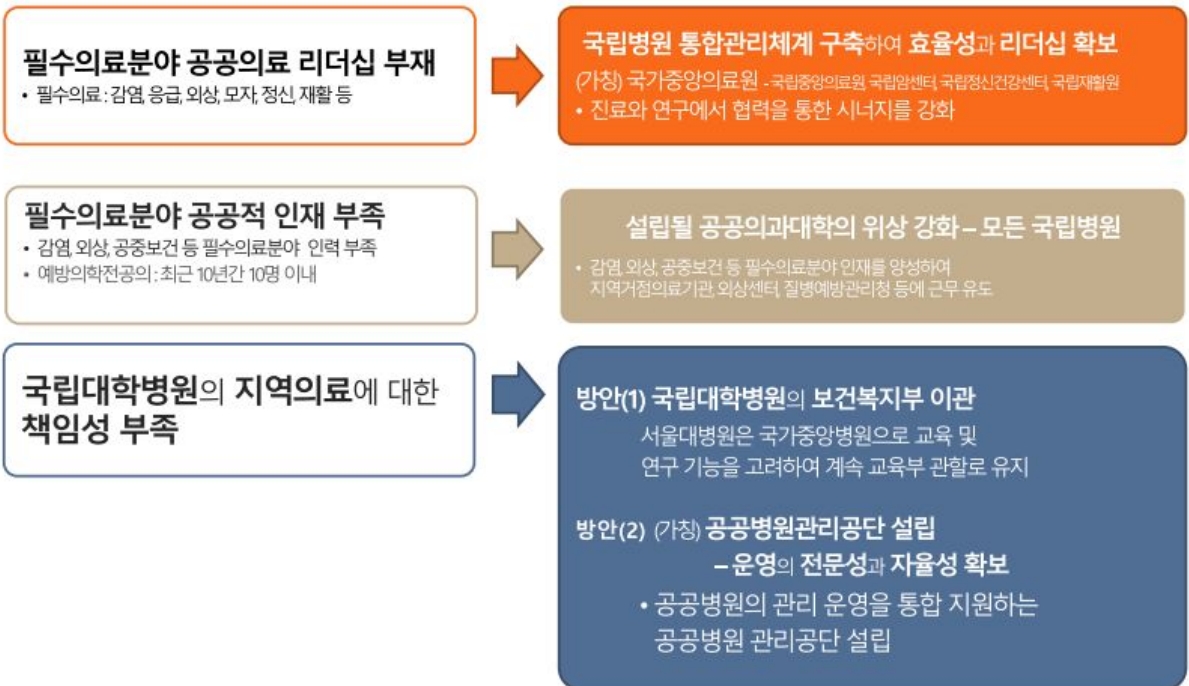 필수의료분야 공공의료 리더십 부재
• 필수의료 : 감염, 응급, 외상, 모자, 정신, 재활 등
국립병원 통합관리체계 구축하여 효율성과 리더십 확보
(가칭) 국가중앙의료원 - 국립중앙의료원, 국립암센터, 국립정신건강센터, 국립재활원
• 진료와 연구에서 협력을 통한 시너지를 강화
필수의료분야 공공적 인재 부족
• 감염, 외상, 공중보건 등 필수의료분야 인력 부족
• 예방의학전공의 : 최근 10년간 10명 이내
설립될 공공의과대학의 위상 강화 – 모든 국립병원
• 감염, 외상, 공중보건 등 필수의료분야 인재를 양성하여
지역거점의료기관, 외상센터, 질병예방관리청 등에 근무 유도
국립대학병원의 지역의료에 대한
책임성 부족
방안(1) 국립대학병원의 보건복지부 이관
서울대병원은 국가중앙병원으로 교육 및
연구 기능을 고려하여 계속 교육부 관할로 유지
방안(2) (가칭) 공공병원관리공단 설립
– 운영의 전문성과 자율성 확보
• 공공병원의 관리 운영을 통합 지원하는
공공병원 관리공단 설립